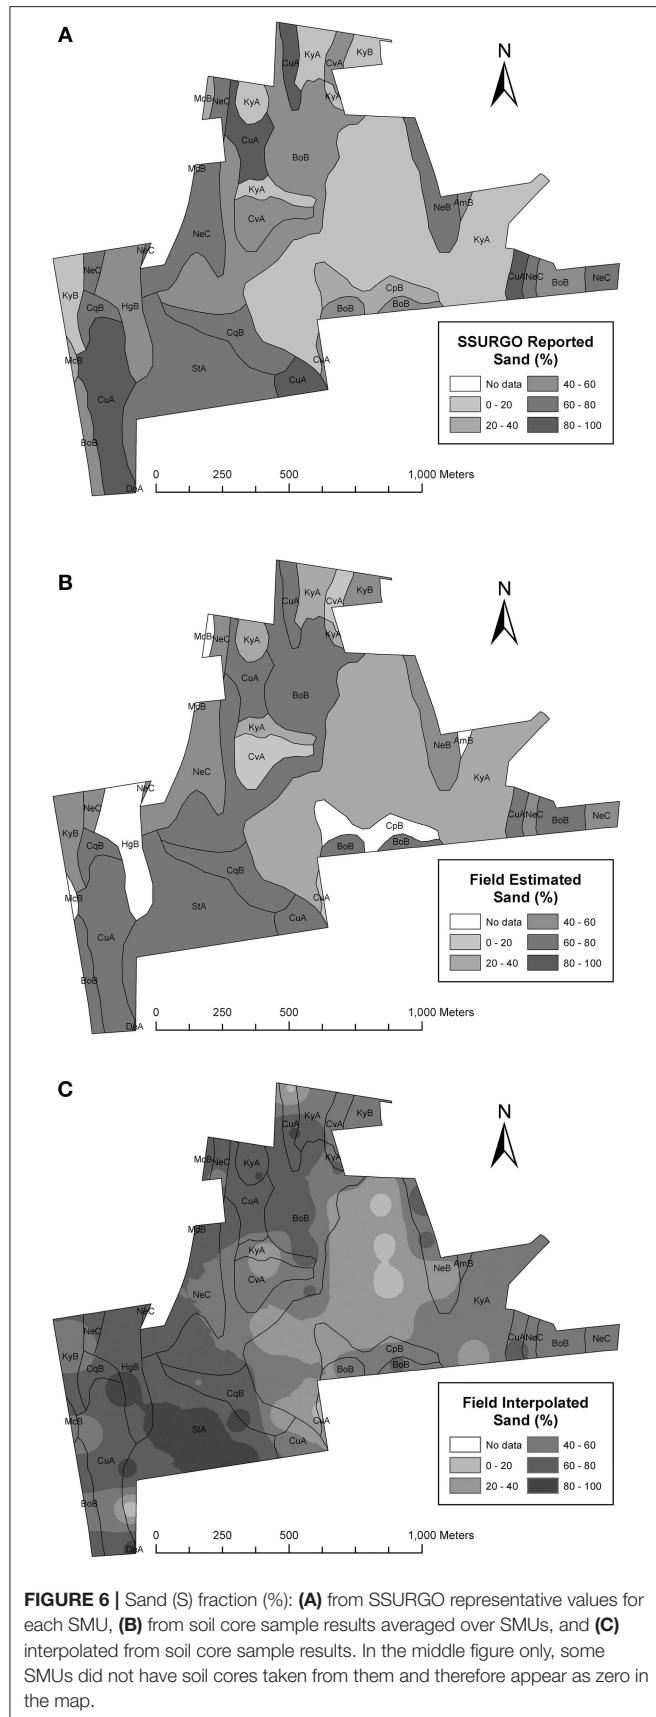 A
N
KyA
KyB
CuA
CvA
McB
NeC
KyA
KyA
CuA
BoB
McB
KyA
AmB
NeB
CvA
NeC
KyA
NeC
NeC
KyB
CuA
NeC
HgB
BoB
NeC
CpB
CqB
BoB
BoB
CqB
McB
StA
CuA
CuA
CuA
BoB
DeA
SSURGO Reported
Sand (%)
No data
40 - 60
0 - 20
60 - 80
20 - 40
80 - 100
0 250 500 1,000 Meters
B
N
KyA
KyB
CuA
CvA
McB
NeC
KyA
KyA
CuA
BoB
McB
KyA
AmB
NeB
CvA
NeC
KyA
NeC
NeC
KyB
CuA
NeC
HgB
BoB
NeC
CpB
CqB
BoB
BoB
CqB
McB
StA
CuA
CuA
CuA
BoB
DeA
Field Estimated
Sand (%)
No data
40 - 60
0 - 20
60 - 80
20 - 40
80 - 100
0 250 500 1,000 Meters
C
N
KyA
KyB
CuA
CvA
McB
NeC
KyA
KyA
CuA
BoB
McB
KyA
AmB
NeB
CvA
NeC
KyA
NeC
NeC
KyB
CuA
NeC
HgB
BoB
NeC
CpB
CqB
BoB
BoB
CqB
McB
StA
CuA
CuA
CuA
BoB
DeA
Field Interpolated
Sand (%)
No data
40 - 60
0 - 20
60 - 80
20 - 40
80 - 100
0 250 500 1,000 Meters
FIGURE 6 | Sand (S) fraction (%): (A) from SSURGO representative values for
each SMU, (B) from soil core sample results averaged over SMUs, and (C)
interpolated from soil core sample results. In the middle figure only, some
SMUs did not have soil cores taken from them and therefore appear as zero in
the map.